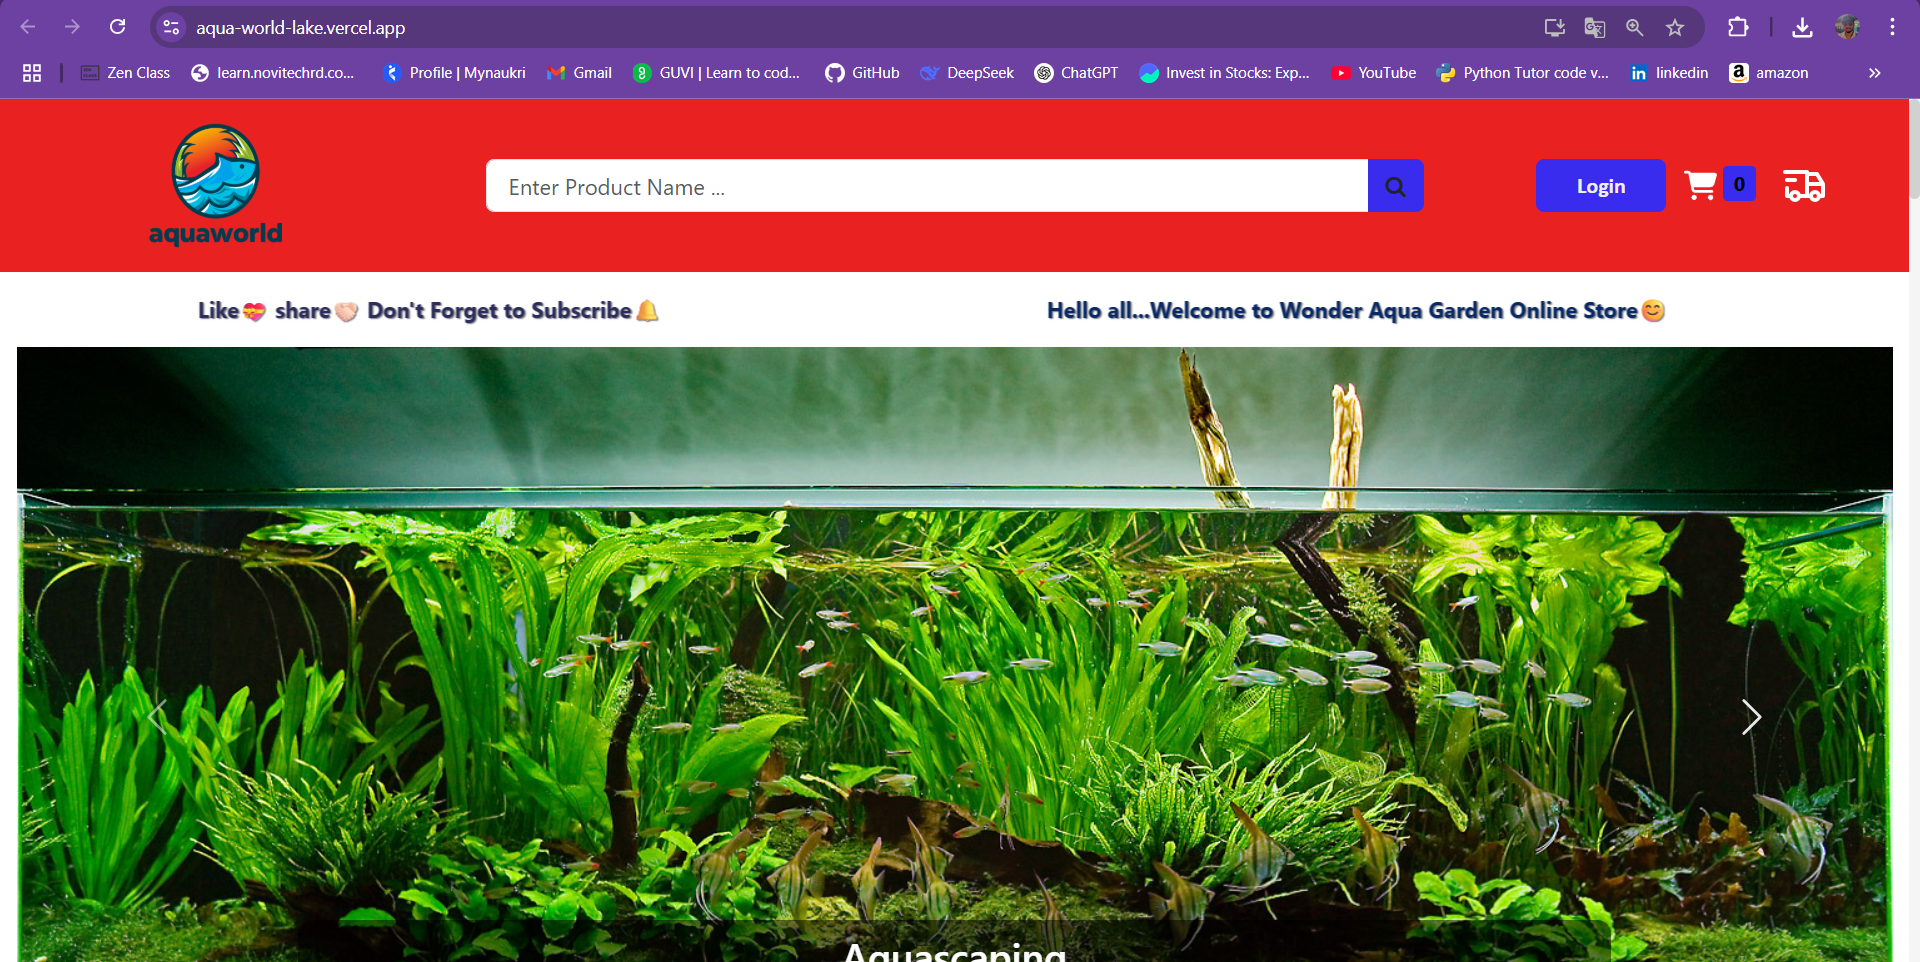 aqua-world-lake.vercel.app
Zen Class
learn.novitechrd.co...
Profile | Mynaukri
Gmail
GUVI | Learn to cod...
GitHub
DeepSeek
ChatGPT
Invest in Stocks: Exp...
YouTube
Python Tutor code v...
linkedin
amazon
aquaworld
Enter Product Name ...
Login
0
Like💝 share🤝🏻 Don't Forget to Subscribe🔔
Hello all...Welcome to Wonder Aqua Garden Online Store😊
Aquascaping